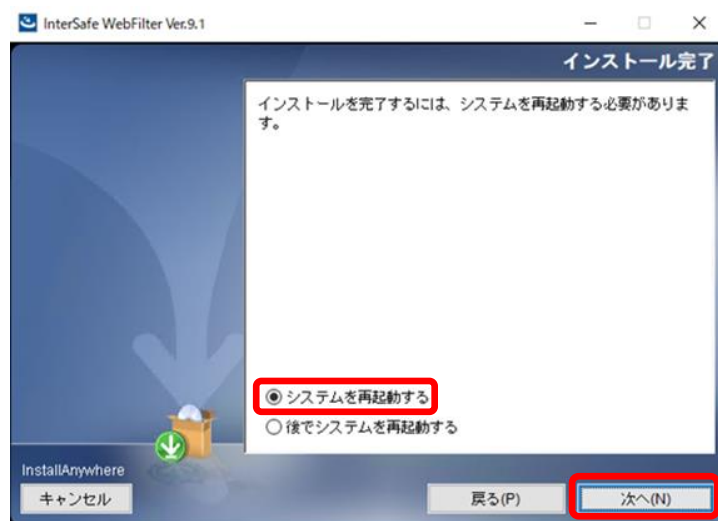 InterSafe WebFilter Ver.9.1
インストール完了
インストールを完了するには、システムを再起動する必要がありま
す。
システムを再起動する
後でシステムを再起動する
InstallAnywhere
キャンセル
戻る(P)
次へ(N)